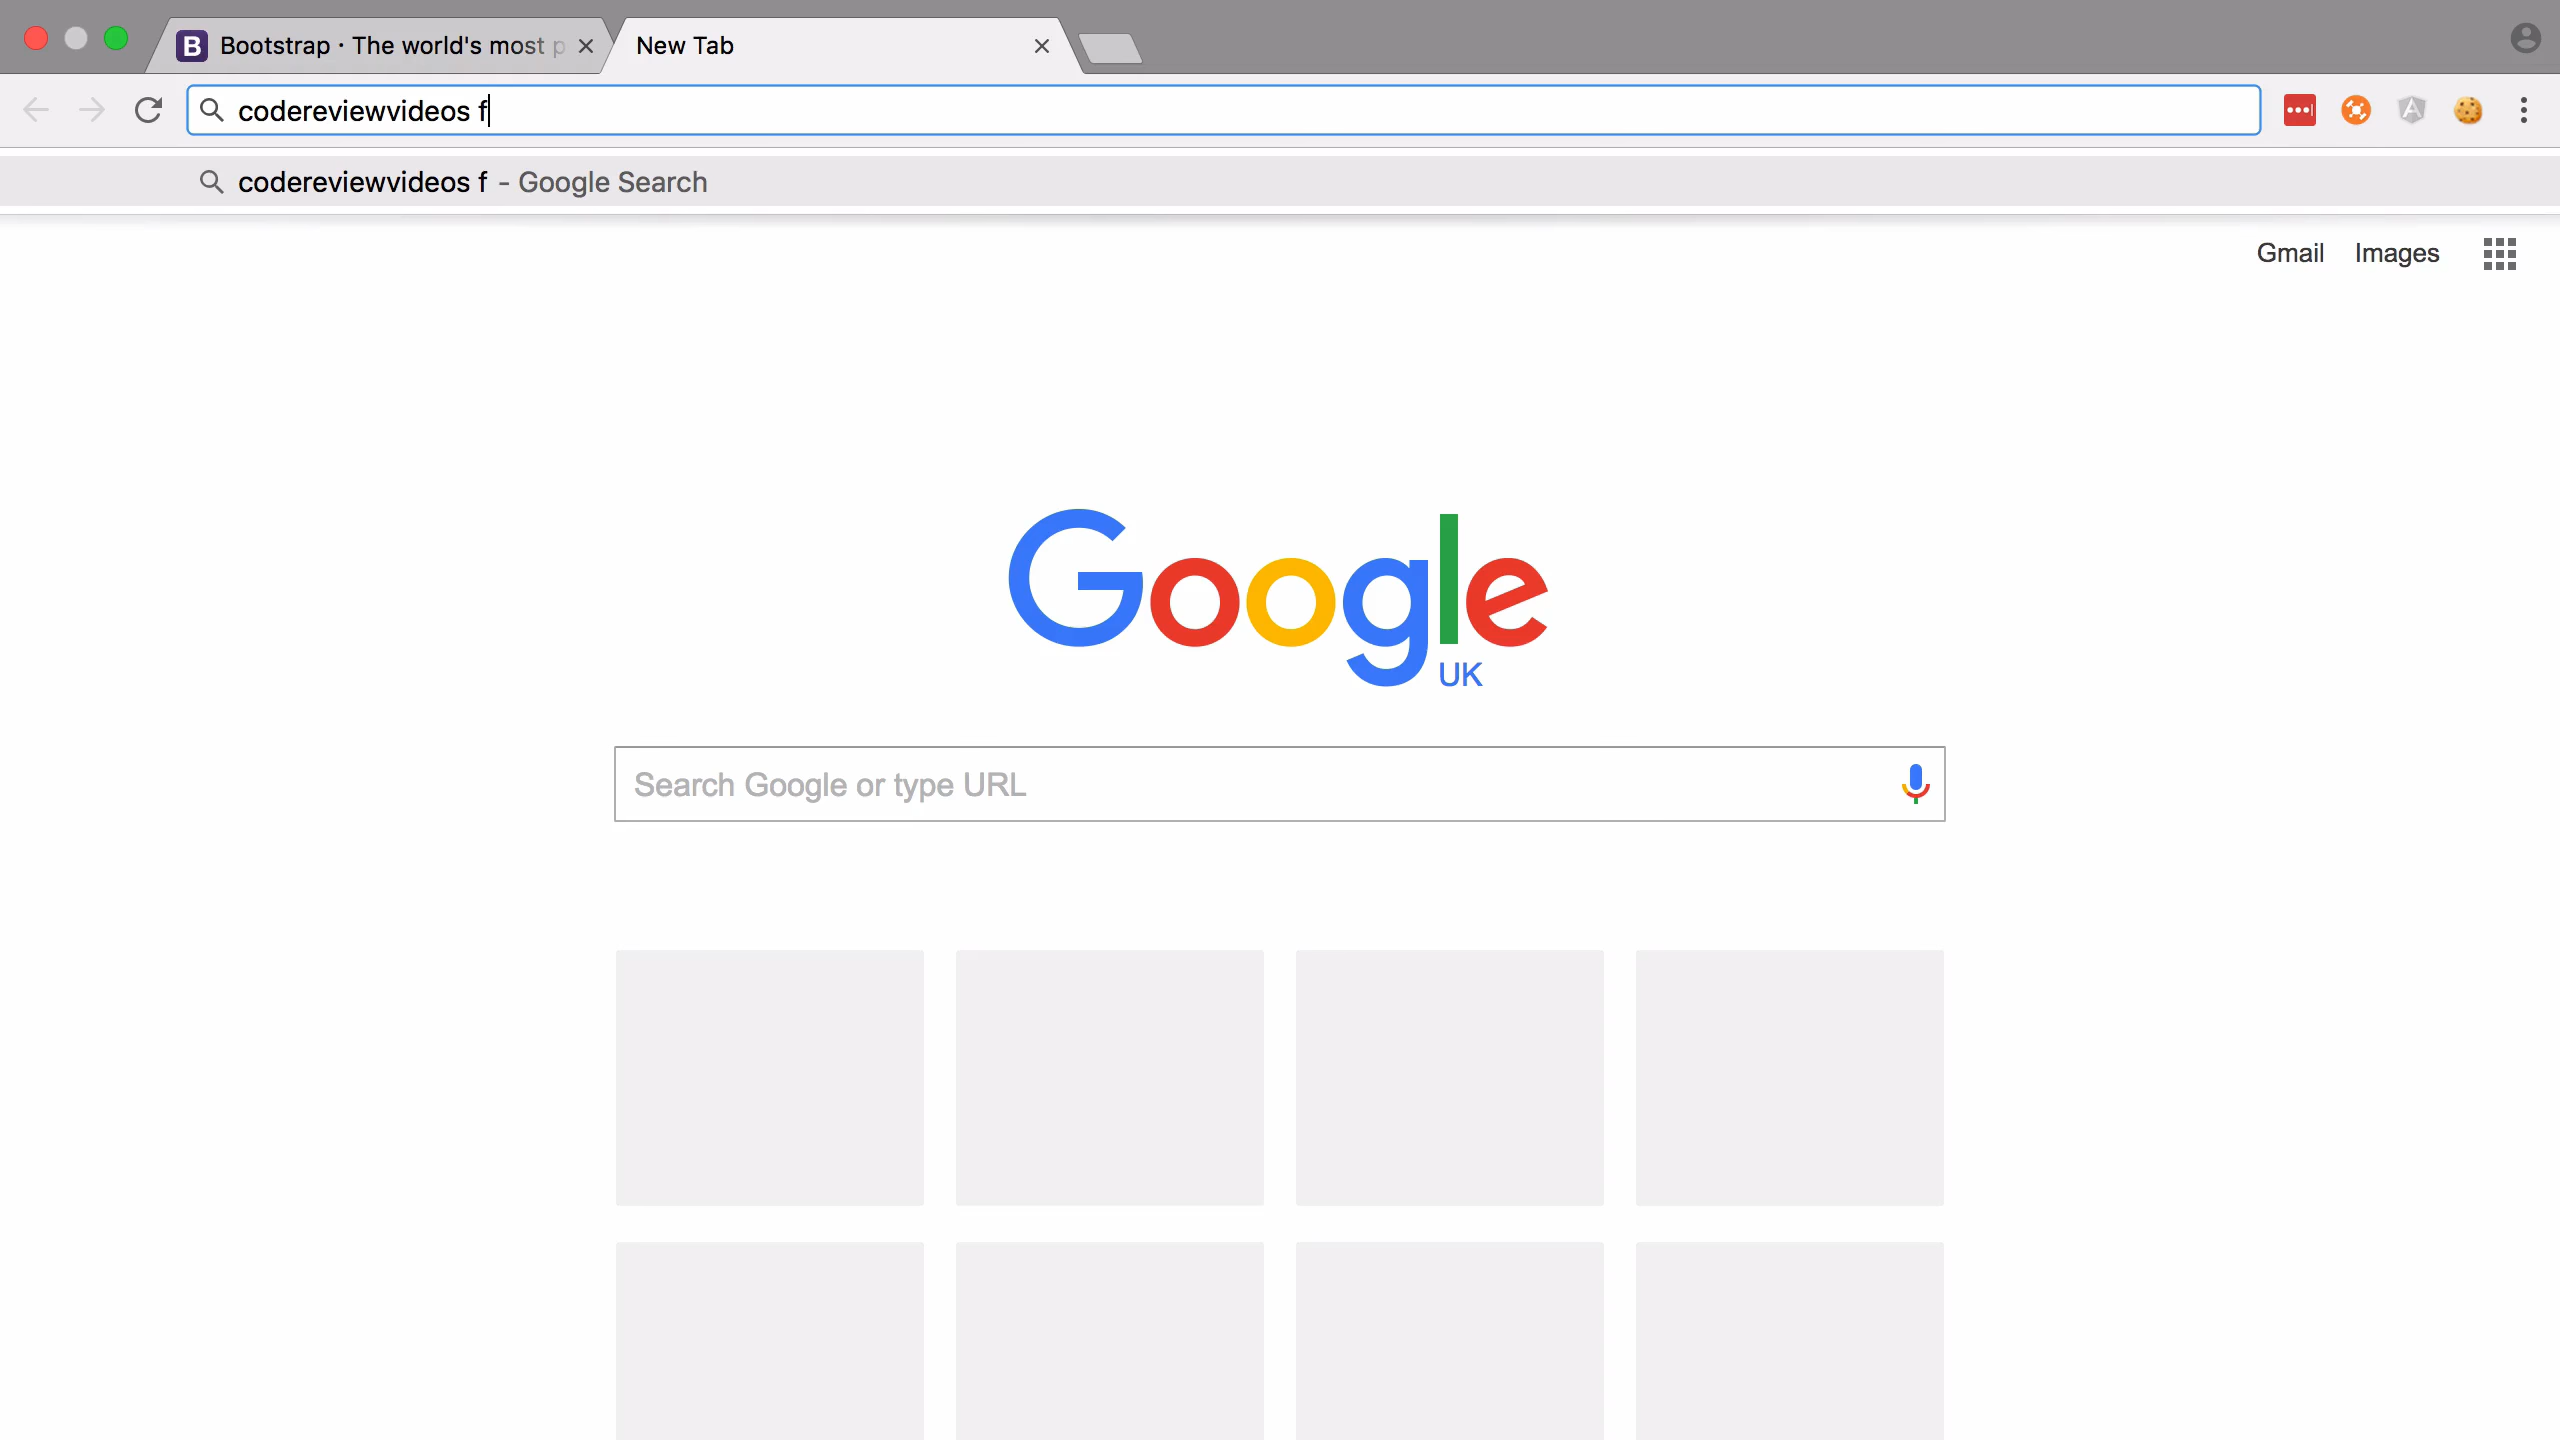 B Bootstrap · The world's most p
New Tab
codereviewvideos f
codereviewvideos f - Google Search
Gmail Images
Google
UK
Search Google or type URL